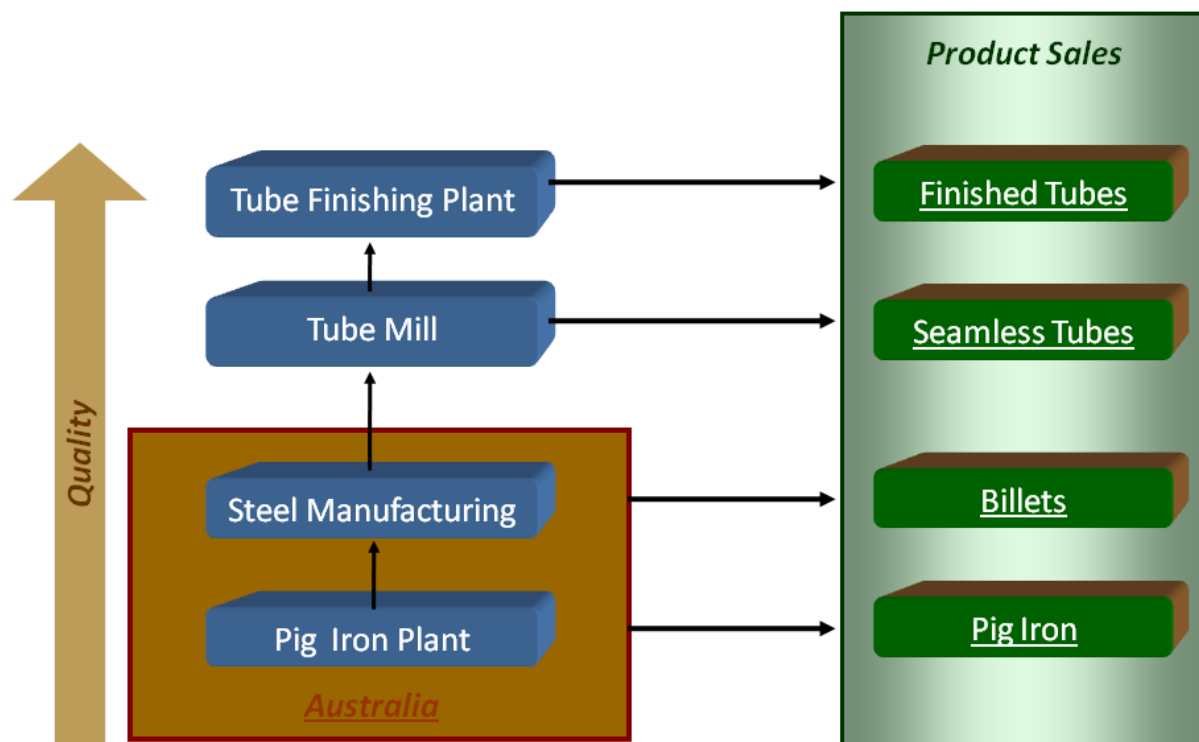 Product Sales
Tube Finishing Plant
Finished Tubes
Tube Mill
Seamless Tubes
Quality
Steel Manufacturing
Billets
Pig Iron Plant
Pig Iron
Australia